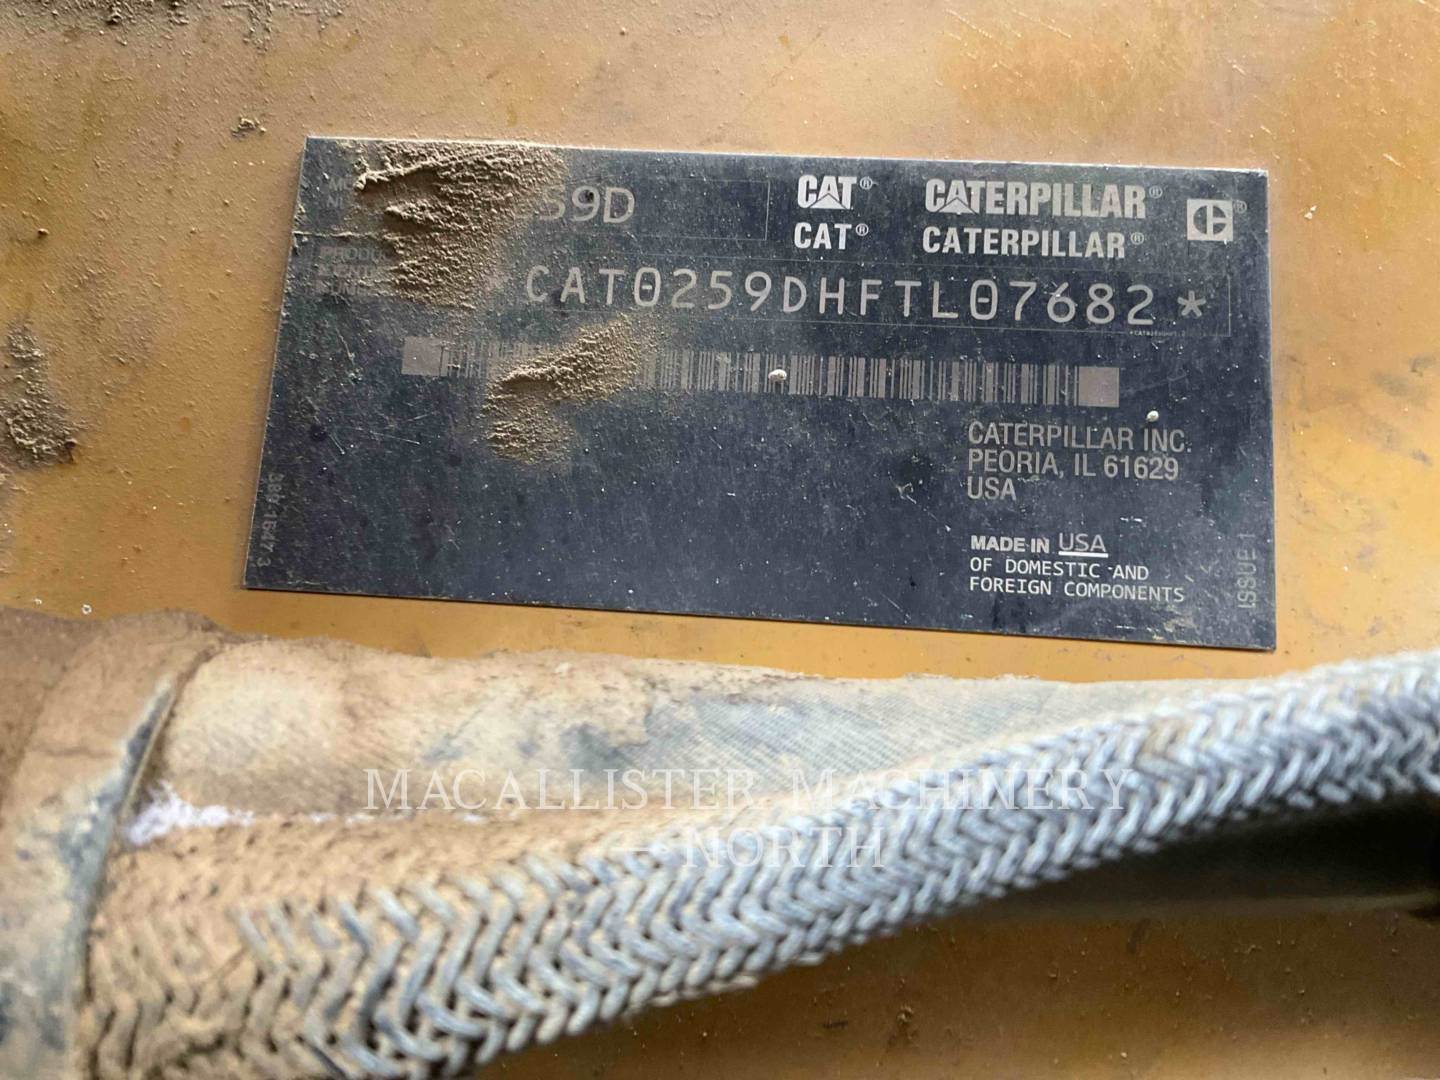 59D
CAT® CATERPILLAR®
CAT® CATERPILLAR®
*CAT0259DHFTL07682*
CATERPILLAR INC.
PEORIA, IL 61629
USA
MADE IN USA
OF DOMESTIC AND
FOREIGN COMPONENTS
ISSUE 1
MACALLISTER MACHINERY
— NORTH